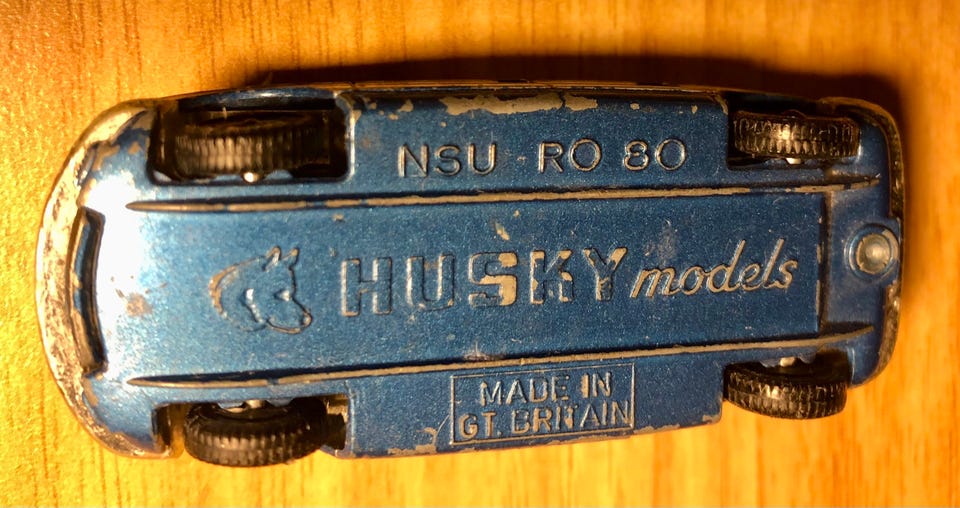 NSU RO 80
HUSKY models
MADE IN
GT. BRITAIN